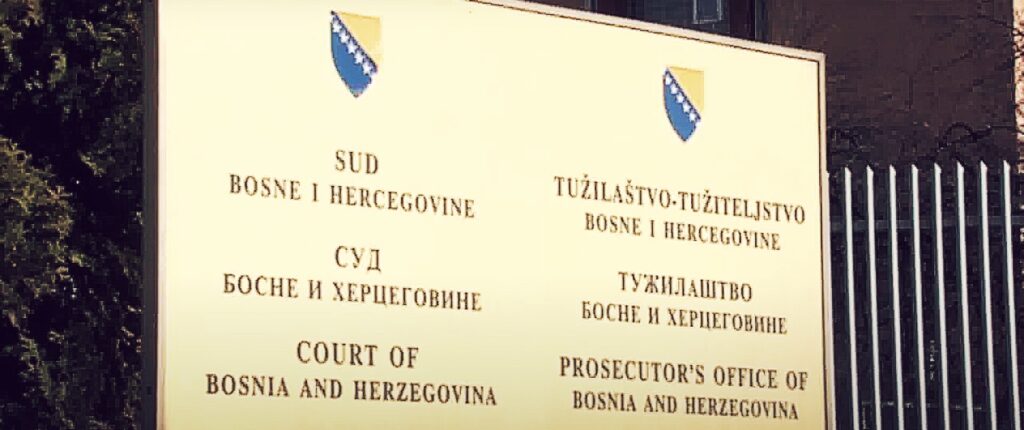 SUD
BOSNE I HERCEGOVINE
СУД
БОСНЕ И ХЕРЦЕГОВИНЕ
COURT OF
BOSNIA AND HERZEGOVINA
TUŽILAŠTVO-TUŽITELJSTVO
BOSNE I HERCEGOVINE
ТУЖИЛАШТВО
БОСНЕ И ХЕРЦЕГОВИНЕ
PROSECUTOR'S OFFICE OF
BOSNIA AND HERZEGOVINA